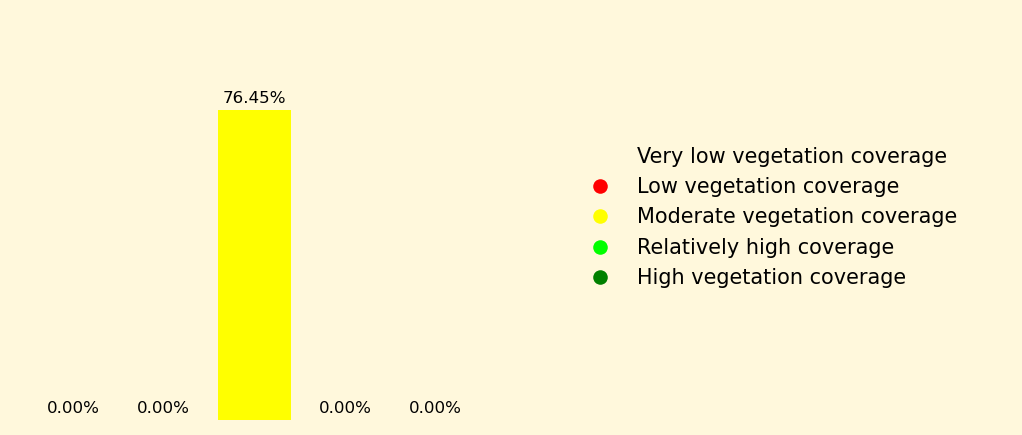 76.45%
0.00%
0.00%
0.00%
0.00%
Very low vegetation coverage
Low vegetation coverage
Moderate vegetation coverage
Relatively high coverage
High vegetation coverage